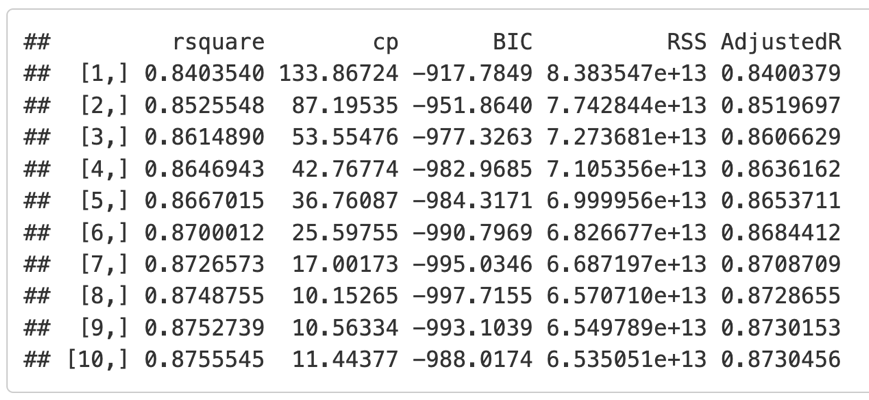 ##          rsquare        cp       BIC          RSS AdjustedR
##  [1,] 0.8403540 133.86724 -917.7849 8.383547e+13 0.8400379
##  [2,] 0.8525548  87.19535 -951.8640 7.742844e+13 0.8519697
##  [3,] 0.8614890  53.55476 -977.3263 7.273681e+13 0.8606629
##  [4,] 0.8646943  42.76774 -982.9685 7.105356e+13 0.8636162
##  [5,] 0.8667015  36.76087 -984.3171 6.999956e+13 0.8653711
##  [6,] 0.8700012  25.59755 -990.7969 6.826677e+13 0.8684412
##  [7,] 0.8726573  17.00173 -995.0346 6.687197e+13 0.8708709
##  [8,] 0.8748755  10.15265 -997.7155 6.570710e+13 0.8728655
##  [9,] 0.8752739  10.56334 -993.1039 6.549789e+13 0.8730153
## [10,] 0.8755545  11.44377 -988.0174 6.535051e+13 0.8730456